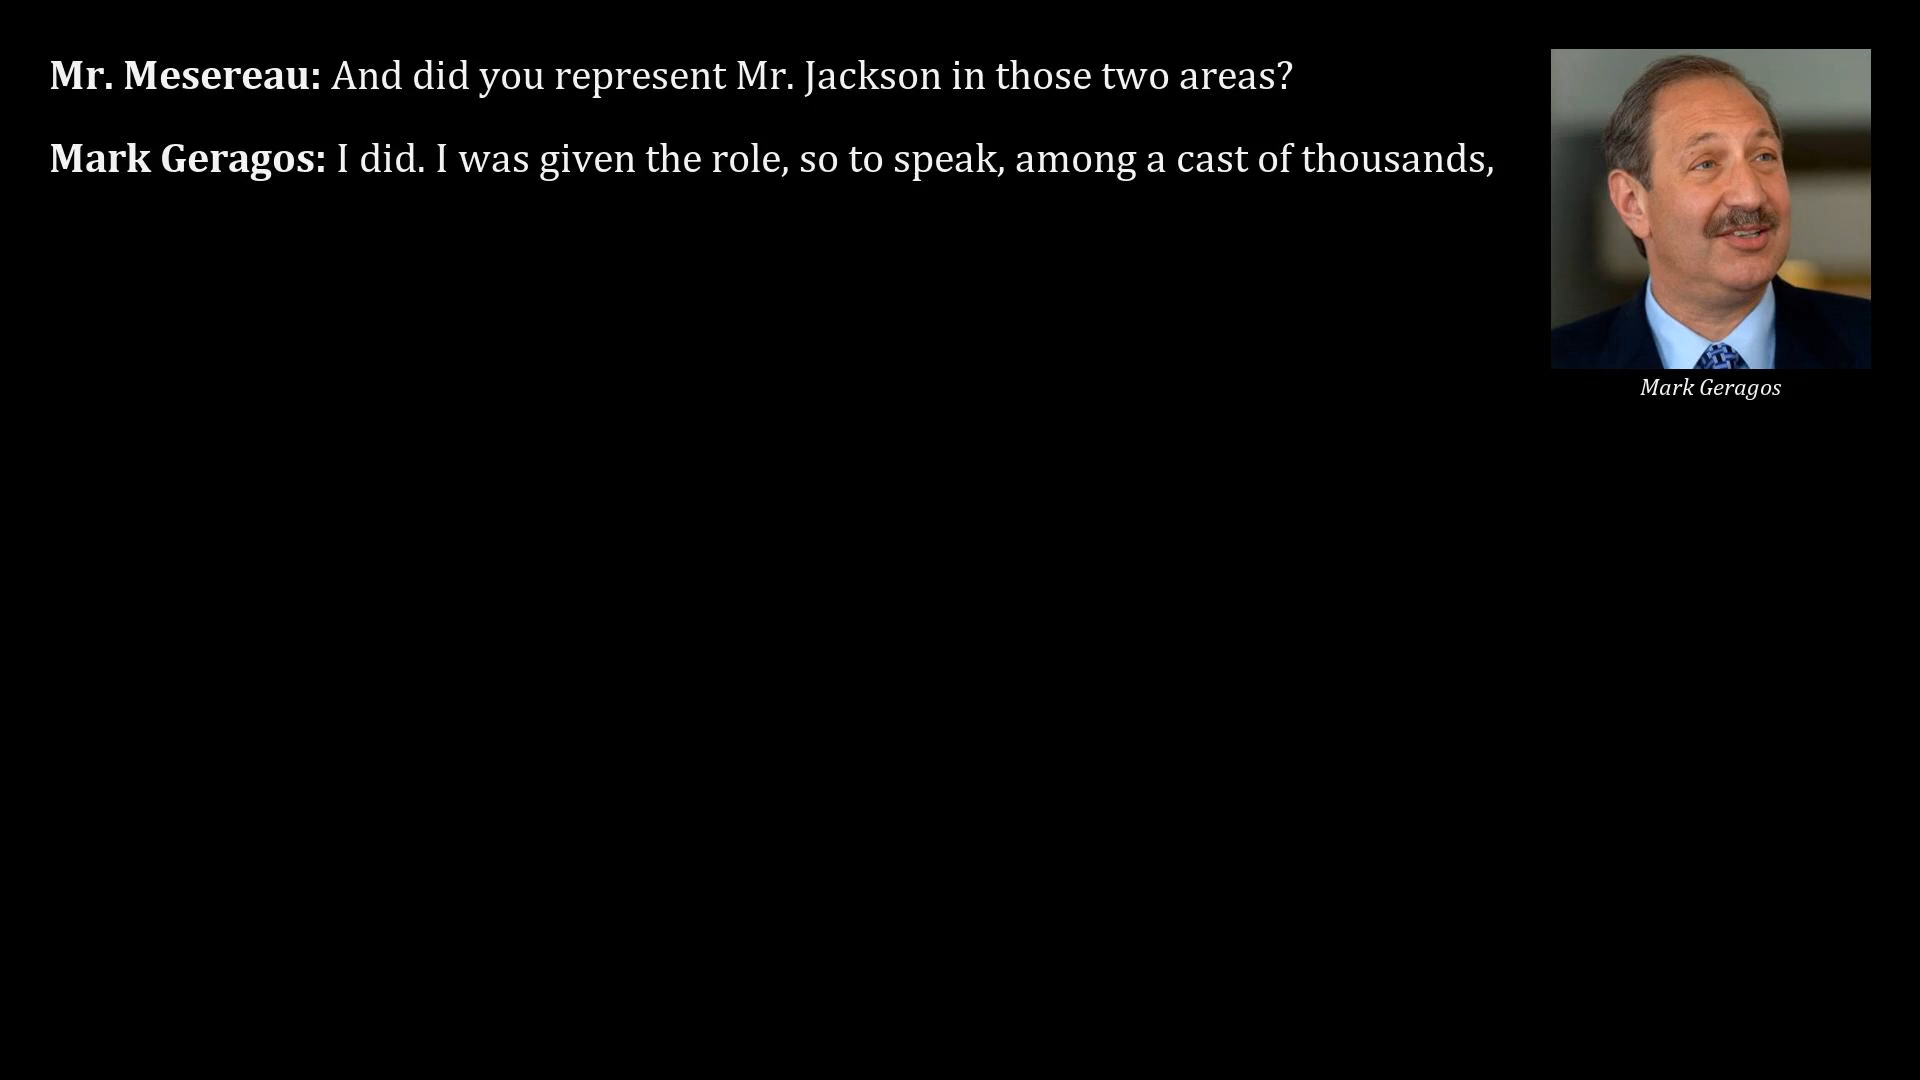 Mr. Mesereau: And did you represent Mr. Jackson in those two areas?
Mark Geragos: I did. I was given the role, so to speak, among a cast of thousands,
Mark Geragos